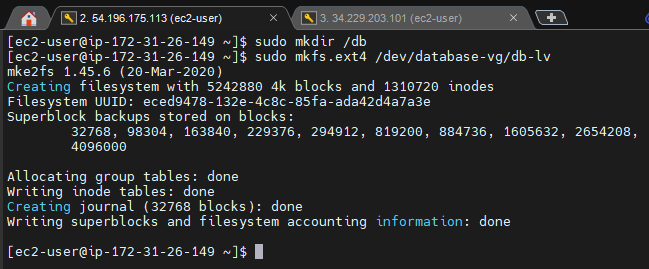 2. 54.196.175.113 (ec2-user)
3. 34.229.203.101 (ec2-user)
[ec2-user@ip-172-31-26-149 ~]$ sudo mkdir /db
[ec2-user@ip-172-31-26-149 ~]$ sudo mkfs.ext4 /dev/database-vg/db-lv
mke2fs 1.45.6 (20-Mar-2020)
Creating filesystem with 5242880 4k blocks and 1310720 inodes
Filesystem UUID: eced9478-132e-4c8c-85fa-ada42d4a7a3e
Superblock backups stored on blocks:
32768, 98304, 163840, 229376, 294912, 819200, 884736, 1605632, 2654208,
4096000
Allocating group tables: done
Writing inode tables: done
Creating journal (32768 blocks): done
Writing superblocks and filesystem accounting information: done
[ec2-user@ip-172-31-26-149 ~]$